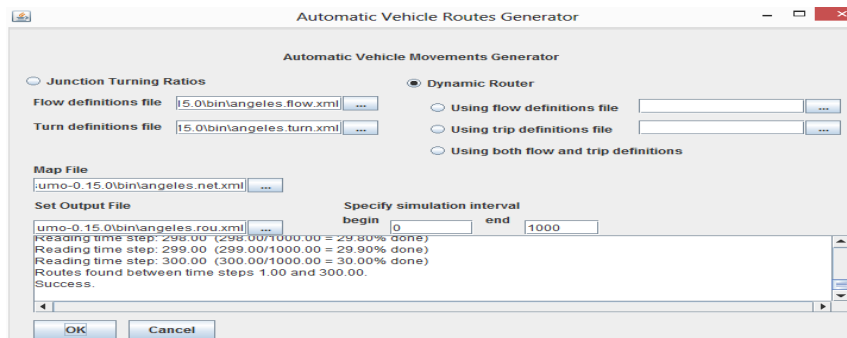 Automatic Vehicle Routes Generator
Automatic Vehicle Movements Generator
Junction Turning Ratios
Dynamic Router
Flow definitions file l5.0\bin\angeles.flow.xml ...
Using flow definitions file ...
Turn definitions file 15.0\bin\angeles.turn.xml ...
Using trip definitions file ...
Using both flow and trip definitions
Map File
umo-0.15.0\bin\angeles.net.xml ...
Set Output File
Specify simulation interval
umo-0.15.0\bin\angeles.rou.xml ...
begin 0 end 1000
Reading time step: 298.00 (298.00/1000.00 = 29.80% done)
Reading time step: 299.00 (299.00/1000.00 = 29.90% done)
Reading time step: 300.00 (300.00/1000.00 = 30.00% done)
Routes found between time steps 1.00 and 300.00.
Success.
OK Cancel